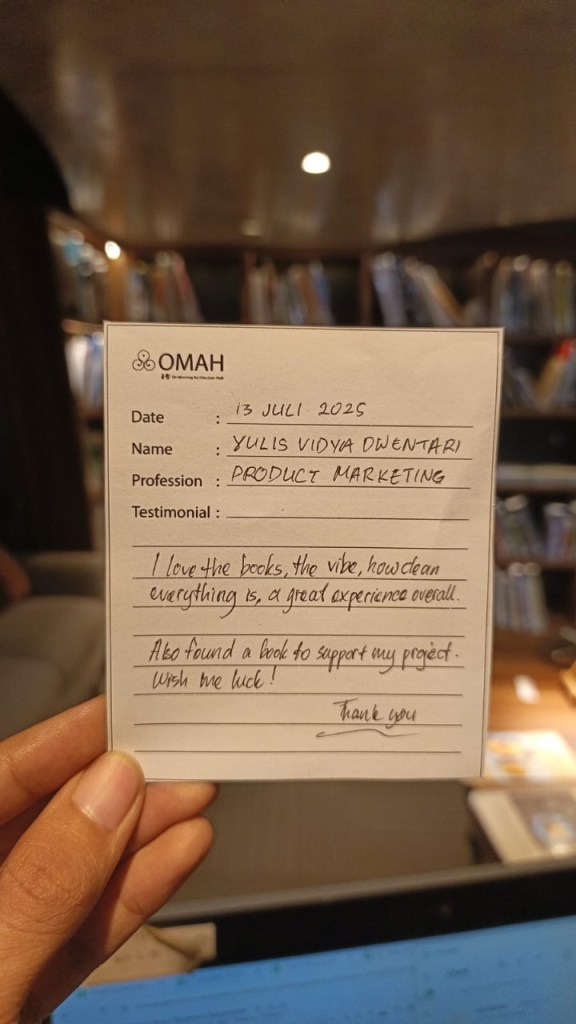 OMAH
Date : 13 JULI 2025
Name : YULIS VIDYA DWENTARI
Profession : PRODUCT MARKETING
Testimonial :
I love the books, the vibe, how clean
everything is, a great experience overall.
Also found a book to support my project.
Wish me luck!
Thank you